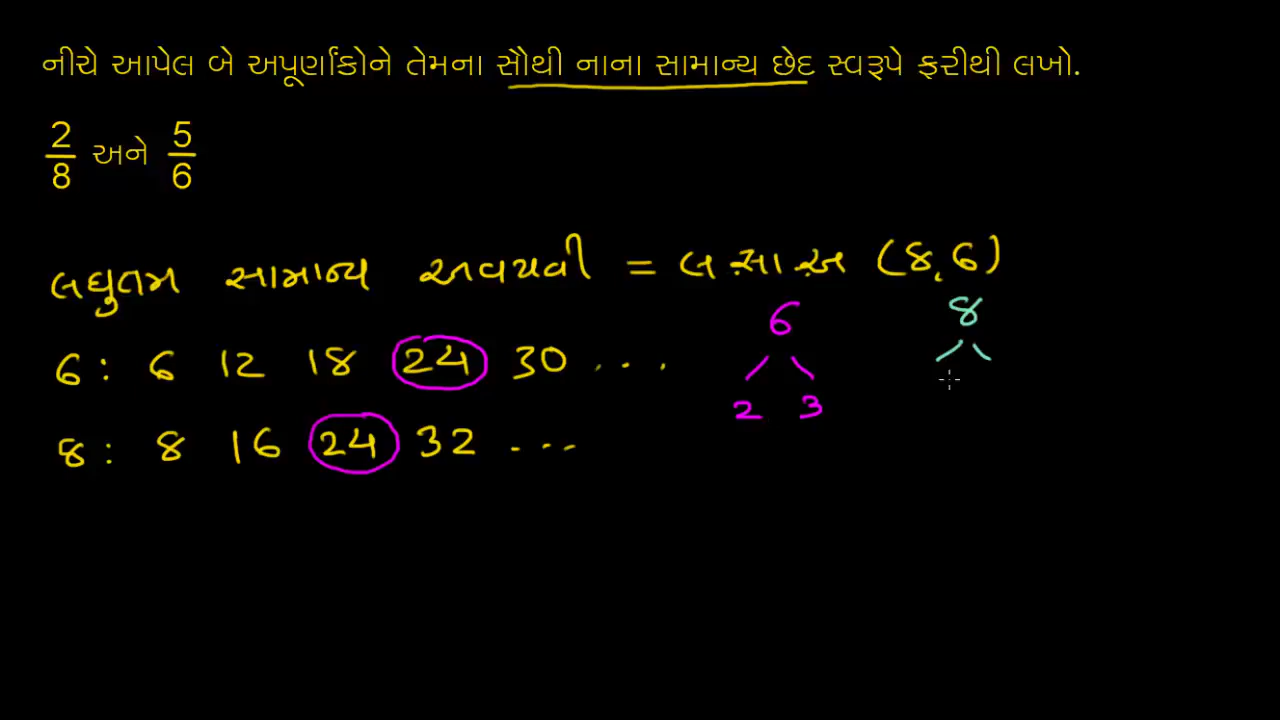 નીચે આપેલ બે અપૂર્ણાંકોને તેમના સૌથી નાના સામાન્ય છેદ સ્વરૂપે ફરીથી લખો.
2/8 અને 5/6
લઘુતમ સામાન્ય અવયવી = લ.સા.અ (8,6)
6 8
6: 6 12 18 24 30 ...
2 3
8: 8 16 24 32 ...